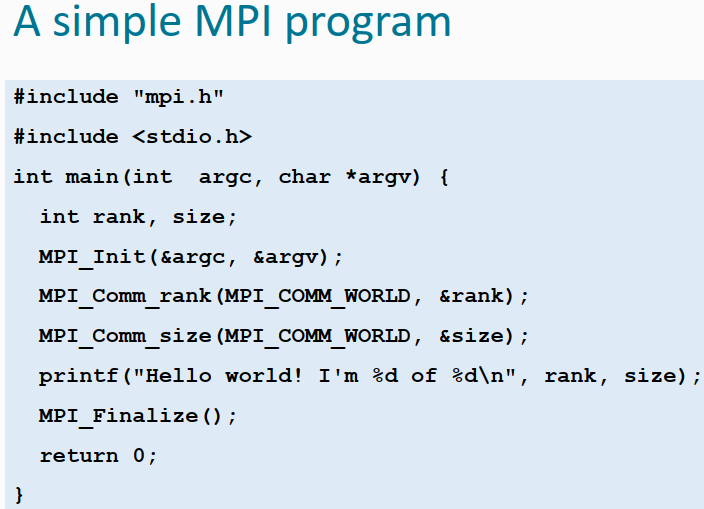 A simple MPI program
#include "mpi.h"
#include <stdio.h>
int main(int  argc, char *argv) {
  int rank, size;
  MPI_Init(&argc, &argv);
  MPI_Comm_rank(MPI_COMM_WORLD, &rank);
  MPI_Comm_size(MPI_COMM_WORLD, &size);
  printf("Hello world! I'm %d of %d\n", rank, size);
  MPI_Finalize();
  return 0;
}